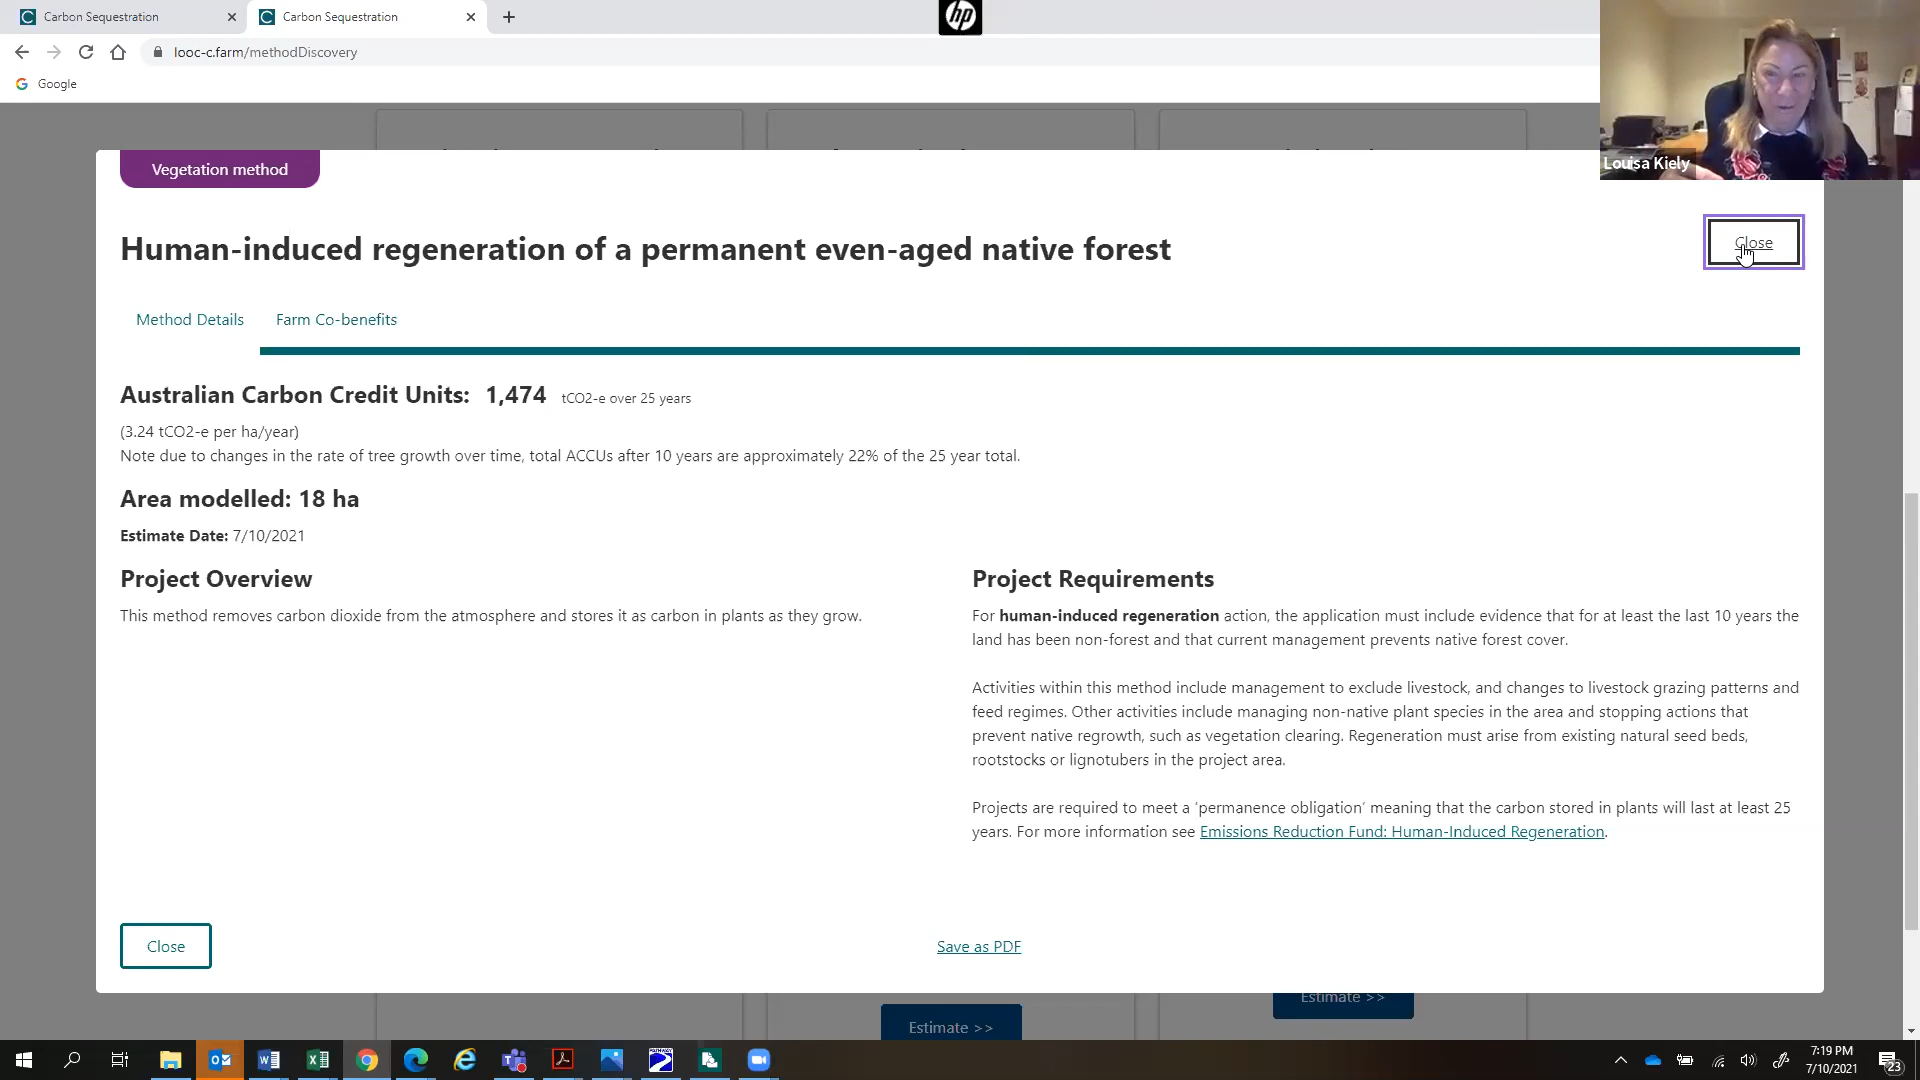 Carbon Sequestration
Carbon Sequestration
hp
looc-c.farm/methodDiscovery
Google
Louisa Kiely
Vegetation method
Human-induced regeneration of a permanent even-aged native forest
Close
Method Details
Farm Co-benefits
Australian Carbon Credit Units: 1,474 tCO2-e over 25 years
(3.24 tCO2-e per ha/year)
Note due to changes in the rate of tree growth over time, total ACCUs after 10 years are approximately 22% of the 25 year total.
Area modelled: 18 ha
Estimate Date: 7/10/2021
Project Overview
This method removes carbon dioxide from the atmosphere and stores it as carbon in plants as they grow.
Project Requirements
For human-induced regeneration action, the application must include evidence that for at least the last 10 years the
land has been non-forest and that current management prevents native forest cover.
Activities within this method include management to exclude livestock, and changes to livestock grazing patterns and
feed regimes. Other activities include managing non-native plant species in the area and stopping actions that
prevent native regrowth, such as vegetation clearing. Regeneration must arise from existing natural seed beds,
rootstocks or lignotubers in the project area.
Projects are required to meet a ‘permanence obligation’ meaning that the carbon stored in plants will last at least 25
years. For more information see Emissions Reduction Fund: Human-Induced Regeneration.
Close
Save as PDF
Estimate >>
Estimate >>
7:19 PM
7/10/2021
23